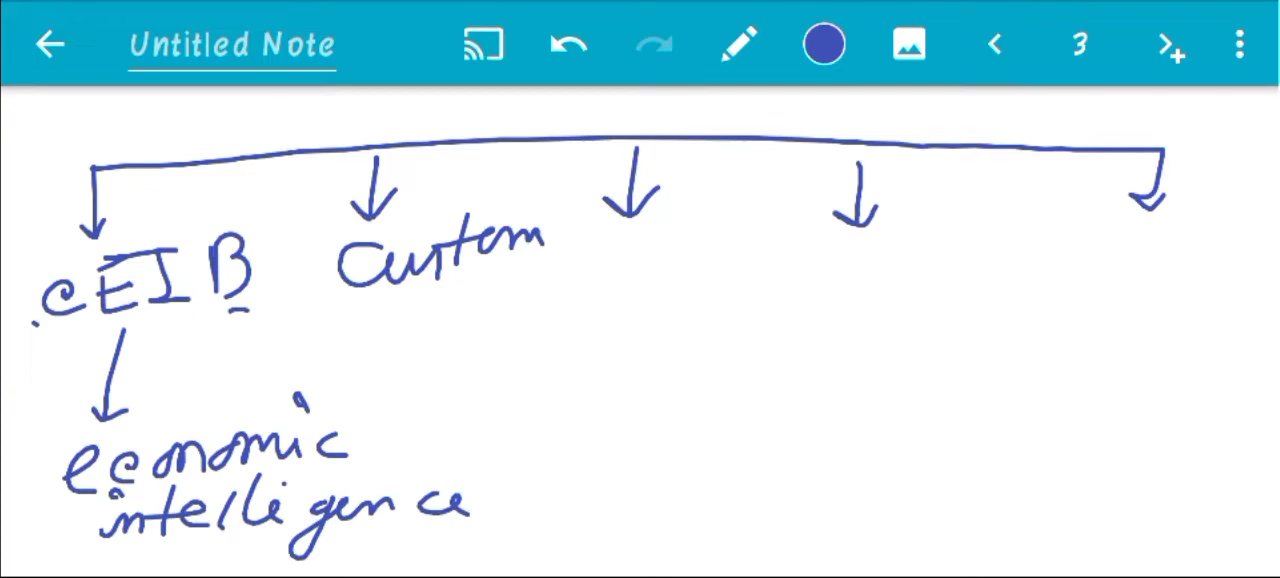 Untitled Note
3
CEIB
Custom
economic
intelligence